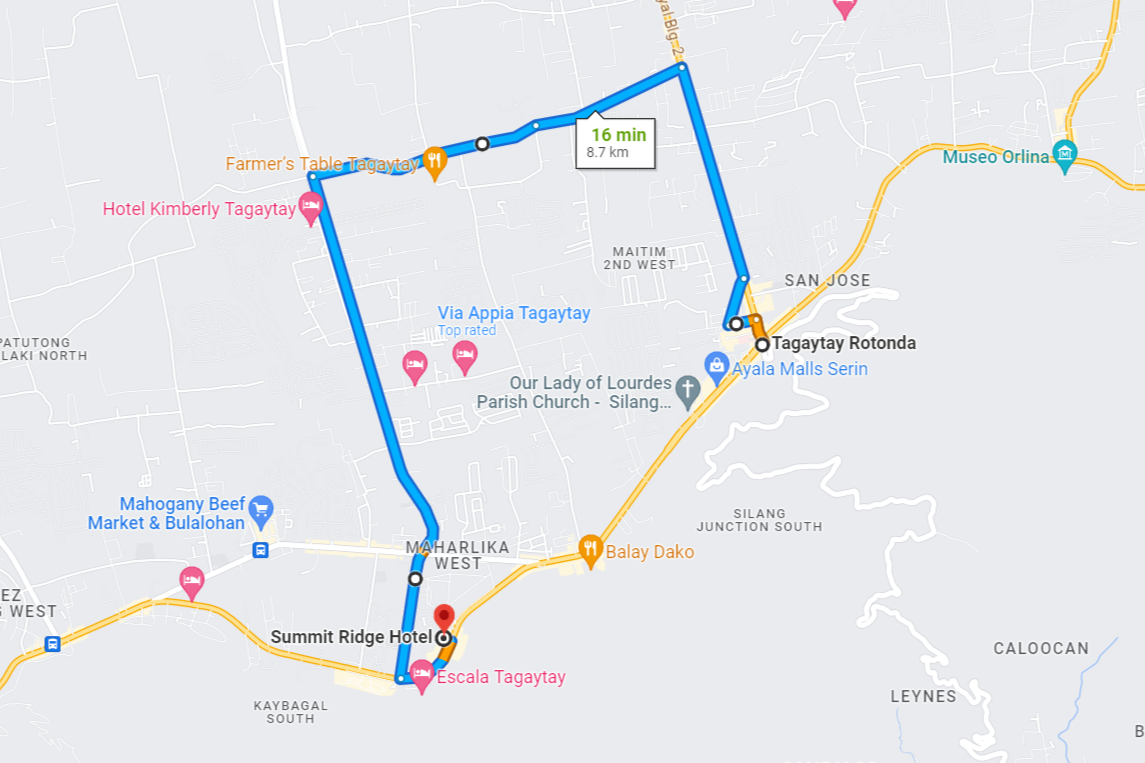 yal Blg. 2
16 min
8.7 km
Farmer's Table Tagaytay
Museo Orlina
Hotel Kimberly Tagaytay
MAITIM
2ND WEST
SAN JOSE
Via Appia Tagaytay
Top rated
Tagaytay Rotonda
PATUTONG
LAKI NORTH
Ayala Malls Serin
Our Lady of Lourdes
Parish Church - Silang...
Mahogany Beef
Market & Bulalohan
SILANG
JUNCTION SOUTH
MAHARLIKA
WEST
Balay Dako
EZ
G WEST
Summit Ridge Hotel
CALOOCAN
Escala Tagaytay
LEYNES
KAYBAGAL
SOUTH
B